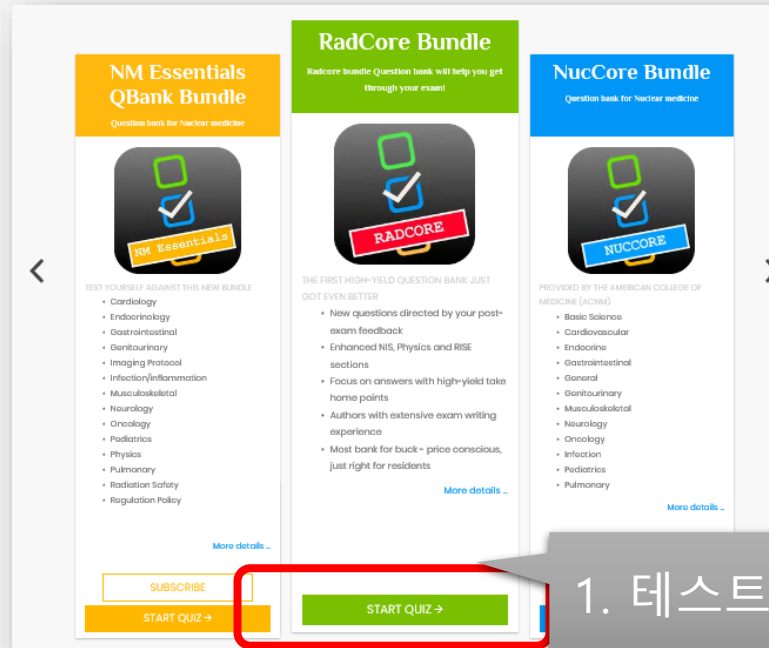 NM Essentials
QBank Bundle
Question bank for Nuclear medicine
NM Essentials
TEST YOURSELF AGAINST THIS NEW BUNDLE
• Cardiology
• Endocrinology
• Gastrointestinal
• Genitourinary
• Imaging Protocol
• Infection/inflammation
• Musculoskeletal
• Neurology
• Oncology
• Pediatrics
• Physics
• Pulmonary
• Radiation Safety
• Regulation Policy
More details ...
SUBSCRIBE
START QUIZ →
RadCore Bundle
Radcore bundle Question bank will help you get
through your exam!
RADCORE
THE FIRST HIGH-YIELD QUESTION BANK JUST
GOT EVEN BETTER
• New questions directed by your post-
exam feedback
• Enhanced NIS, Physics and RISE
sections
• Focus on answers with high-yield take
home points
• Authors with extensive exam writing
experience
• Most bank for buck - price conscious,
just right for residents
More details ...
START QUIZ →
NucCore Bundle
Question bank for Nuclear medicine
NUCCORE
PROVIDED BY THE AMERICAN COLLEGE OF
MEDICINE (ACNM).
• Basic Science
• Cardiovascular
• Endocrine
• Gastrointestinal
• General
• Genitourinary
• Musculoskeletal
• Neurology
• Oncology
• Infection
• Pediatrics
• Pulmonary
More details ...
1. 테스트